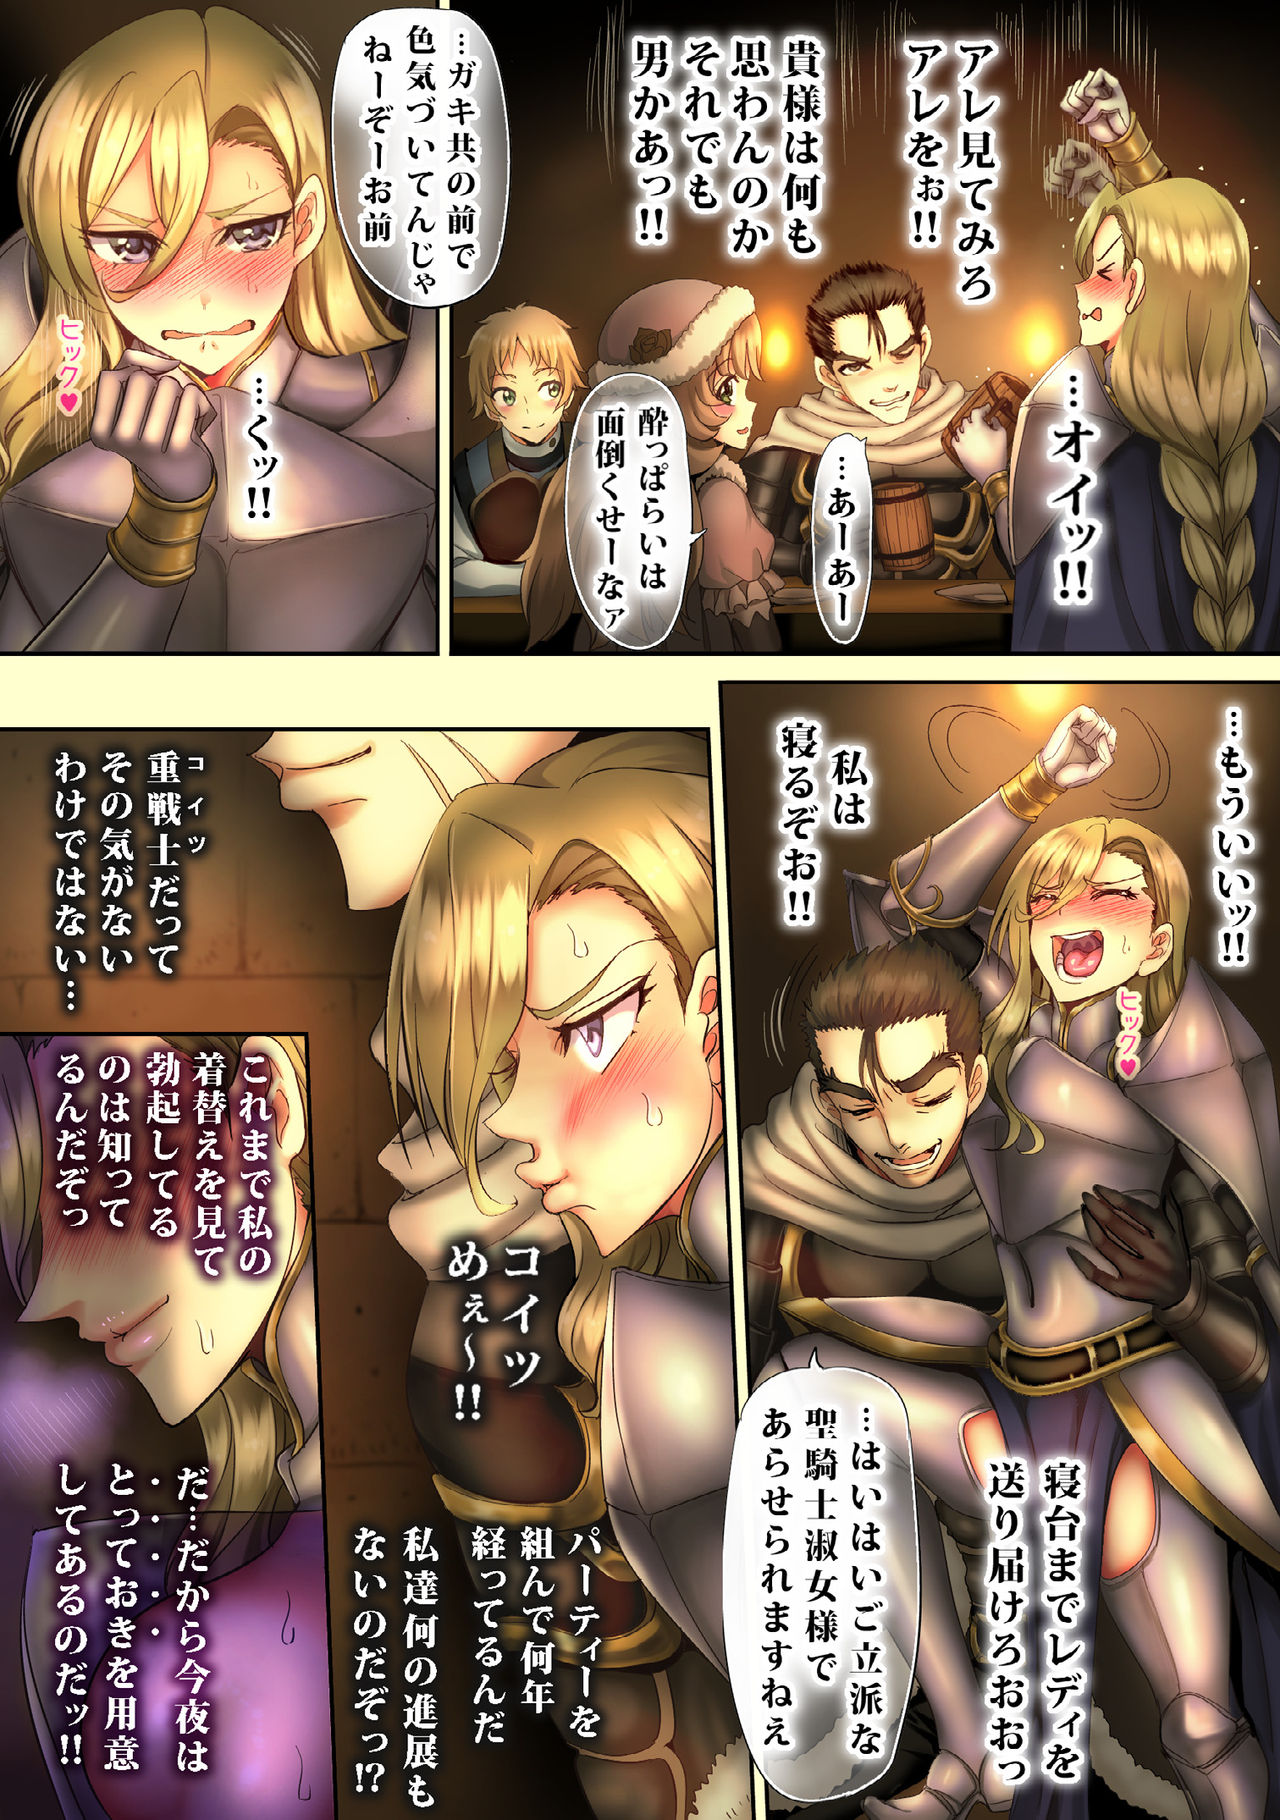 …オイッ!!
アレ見てみろ
アレをぉ!!
貴様は何も
思わんのか
それでも
男かあっ!!
…あーあー
酔っぱらいは
面倒くせーなァ
…ガキ共の前で
色気づいてんじゃ
ねーぞーお前
…くッ!!
ヒック♥
…もういいッ!!
私は
寝るぞお!!
ヒック♥
寝台までレディを
送り届けろおおっ
…はいはいご立派な
聖騎士淑女様で
あらせられますねえ
コイツ
めぇ～!!
パーティーを
組んで何年
経ってるんだ
私達何の進展も
ないのだぞっ!?
コイツ
重戦士だって
その気がない
わけではない…
これまで私の
着替えを見て
勃起してる
のは知って
るんだぞっ
だ…だから今夜は
とっておきを用意
してあるのだッ!!